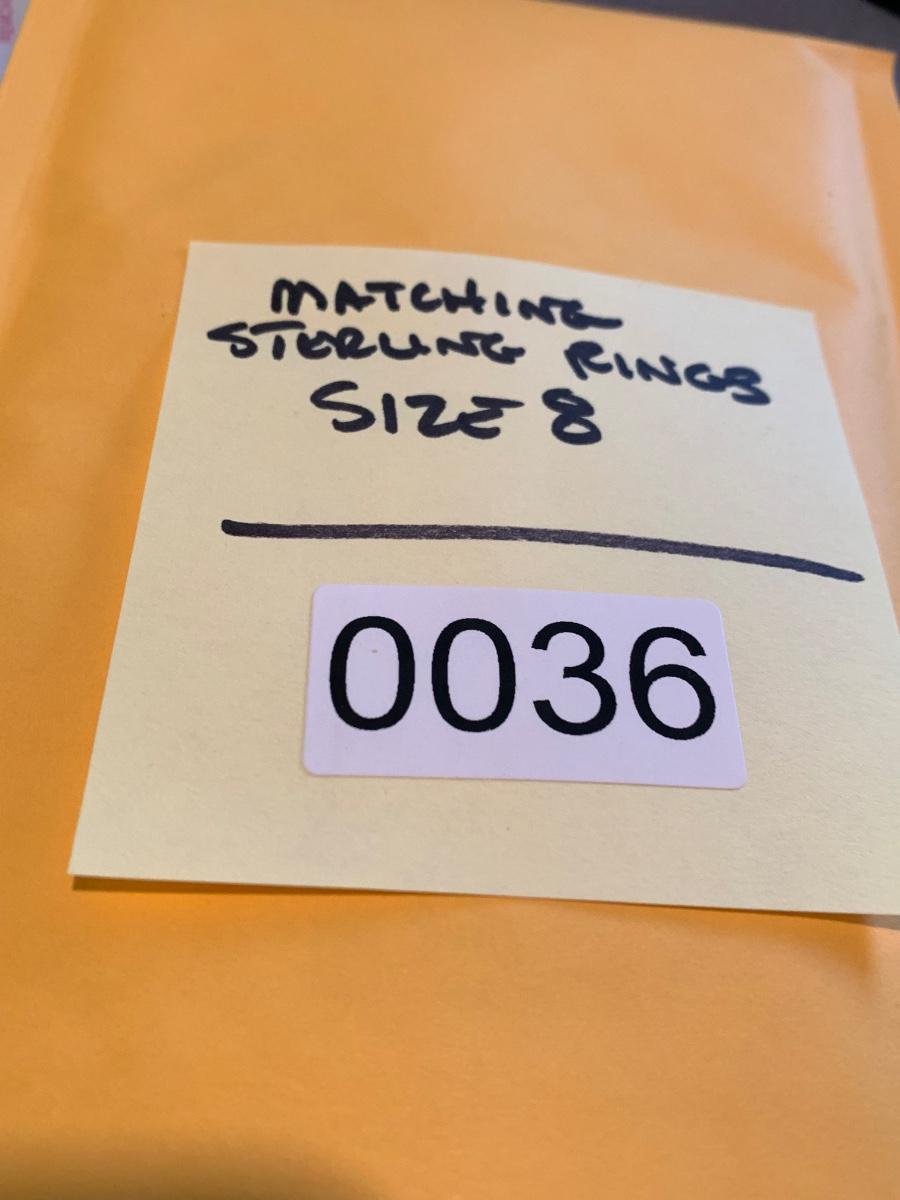 MATCHING
STERLING RINGS
SIZE 8
0036